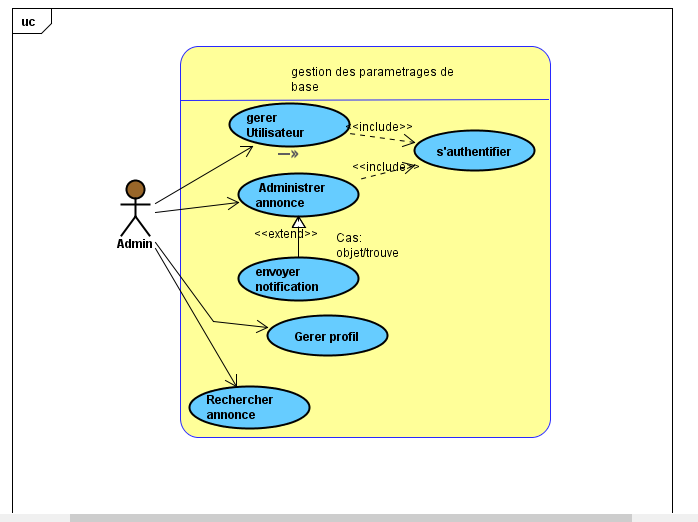 uc
gestion des parametrages de
base
gerer
Utilisateur
<<include>>
s'authentifier
<<include>>
Administrer
annonce
<<extend>>
Cas:
objet/trouve
Admin
envoyer
notification
Gerer profil
Rechercher
annonce